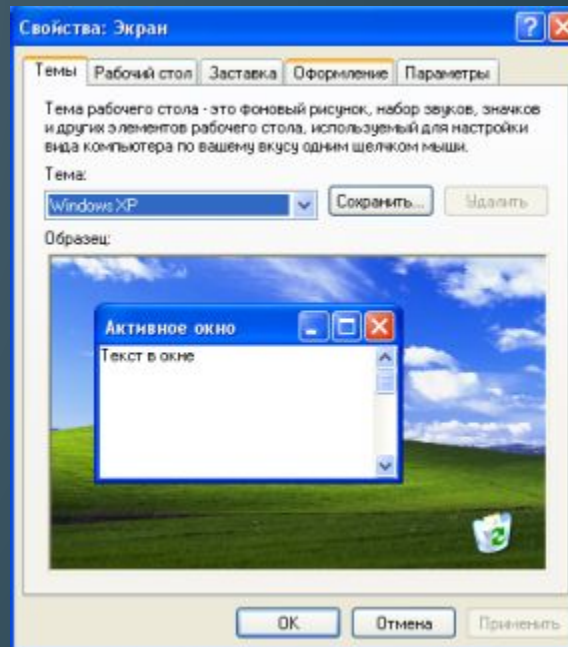 Свойства: Экран
Темы Рабочий стол Заставка Оформление Параметры
Тема рабочего стола - это фоновый рисунок, набор звуков, значков
и других элементов рабочего стола, используемый для настройки
вида компьютера по вашему вкусу одним щелчком мыши.
Тема:
Windows XP Сохранить... Удалить
Образец:
Активное окно
Текст в окне
OK Отмена Применить